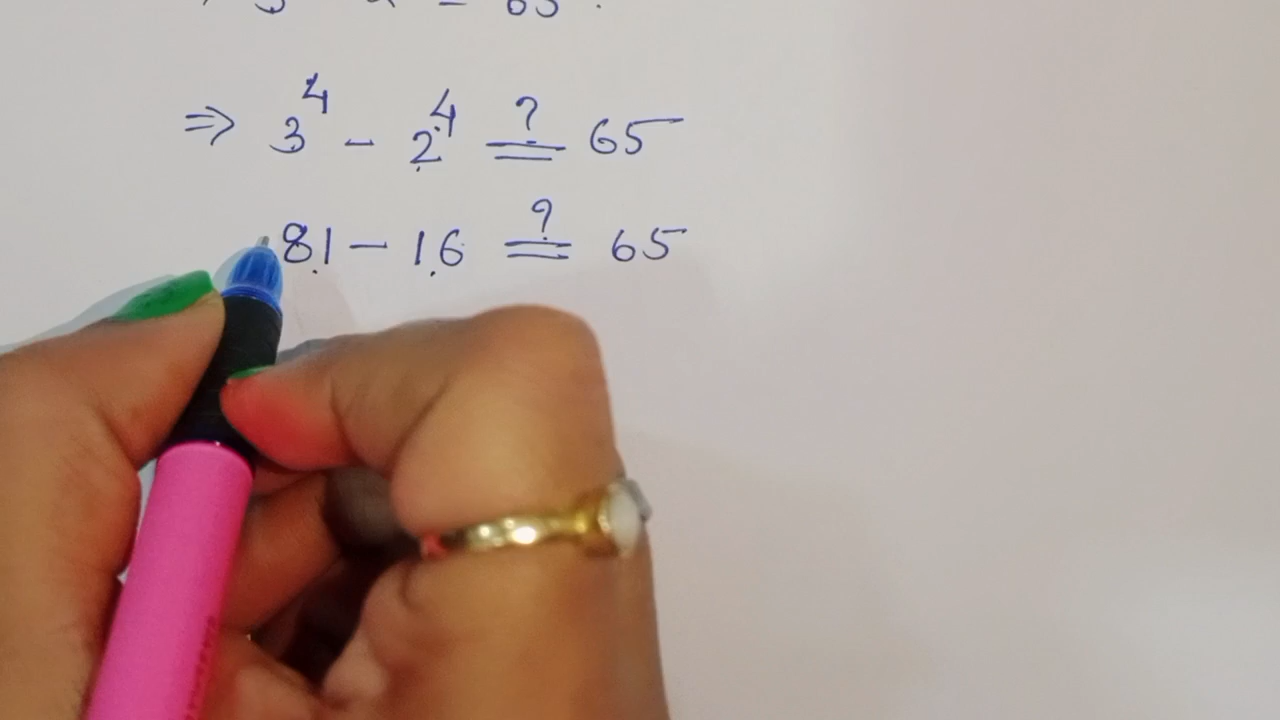 ⇒ 3⁴ - 2⁴ ≟ 65
81 - 16 ≟ 65